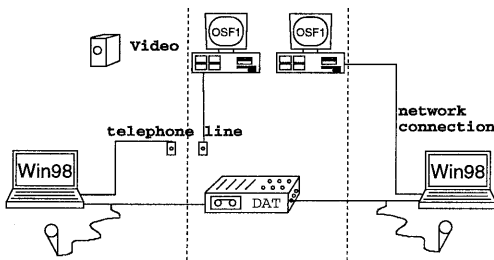 OSF1
OSF1
Video
network
connection
telephone line
Win98
Win98
DAT